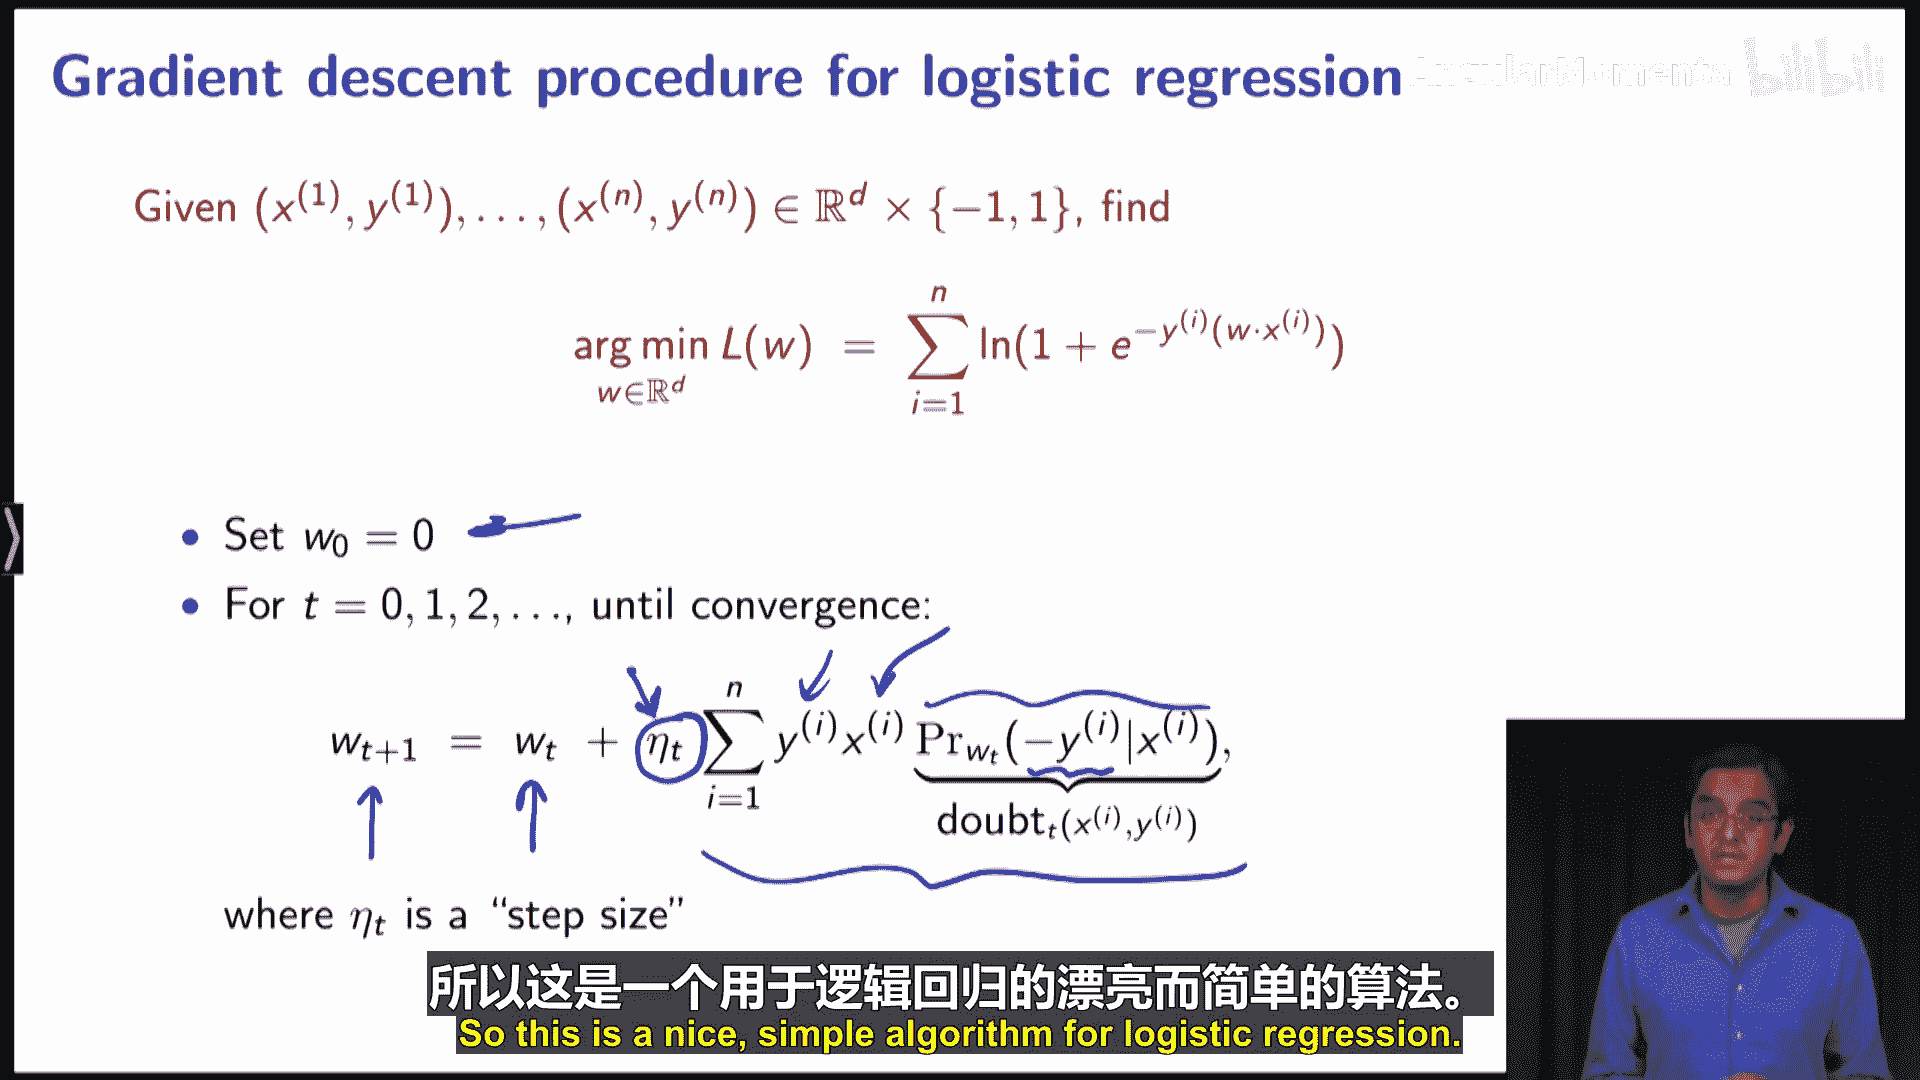 Gradient descent procedure for logistic regression
bilibili
Given (x^(1), y^(1)), . . . , (x^(n), y^(n)) ∈ ℝ^d × {−1, 1}, find
arg min_{w∈ℝ^d} L(w) = ∑_{i=1}^{n} ln(1 + e^{−y^(i)(w·x^(i))})
• Set w_0 = 0
• For t = 0, 1, 2, . . ., until convergence:
w_{t+1} = w_t + η_t ∑_{i=1}^{n} y^(i) x^(i) Pr_{w_t}(−y^(i)|x^(i)),
doubt_t(x^(i),y^(i))
where η_t is a “step size”
所以这是一个用于逻辑回归的漂亮而简单的算法。
So this is a nice, simple algorithm for logistic regression.